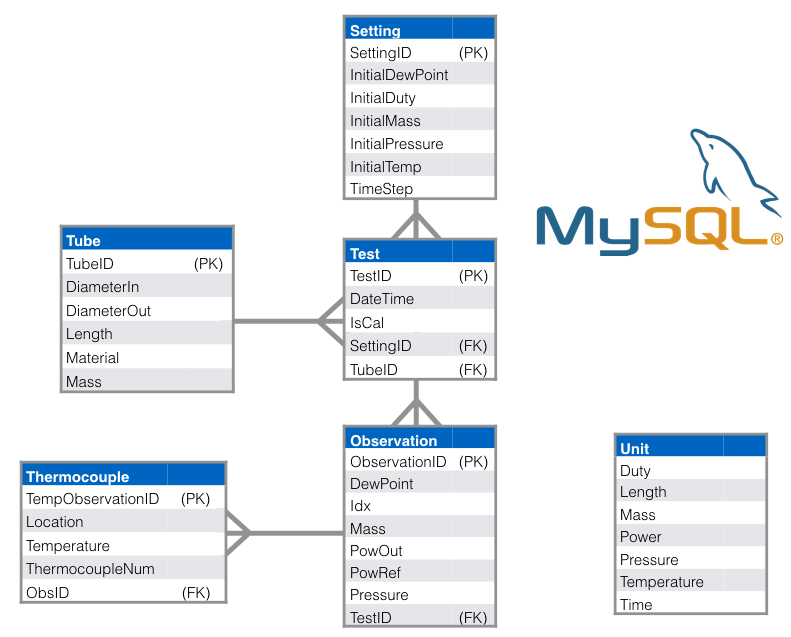 Setting
SettingID (PK)
InitialDewPoint
InitialDuty
InitialMass
InitialPressure
InitialTemp
TimeStep
MySQL®
Tube
TubeID (PK)
DiameterIn
DiameterOut
Length
Material
Mass
Test
TestID (PK)
DateTime
IsCal
SettingID (FK)
TubeID (FK)
Thermocouple
TempObservationID (PK)
Location
Temperature
ThermocoupleNum
ObsID (FK)
Observation
ObservationID (PK)
DewPoint
Idx
Mass
PowOut
PowRef
Pressure
TestID (FK)
Unit
Duty
Length
Mass
Power
Pressure
Temperature
Time